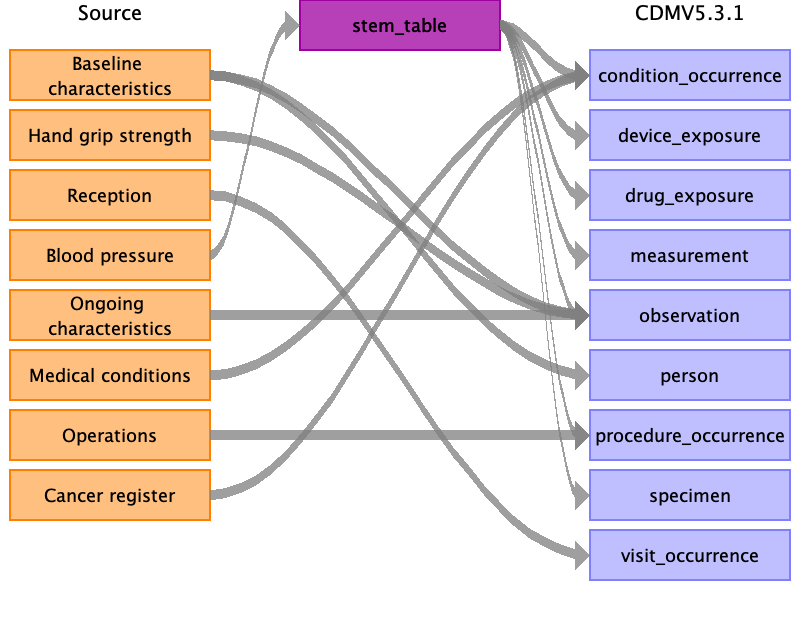 Source
stem_table
CDMV5.3.1
Baseline
characteristics
condition_occurrence
Hand grip strength
device_exposure
Reception
drug_exposure
Blood pressure
measurement
Ongoing
characteristics
observation
Medical conditions
person
Operations
procedure_occurrence
Cancer register
specimen
visit_occurrence